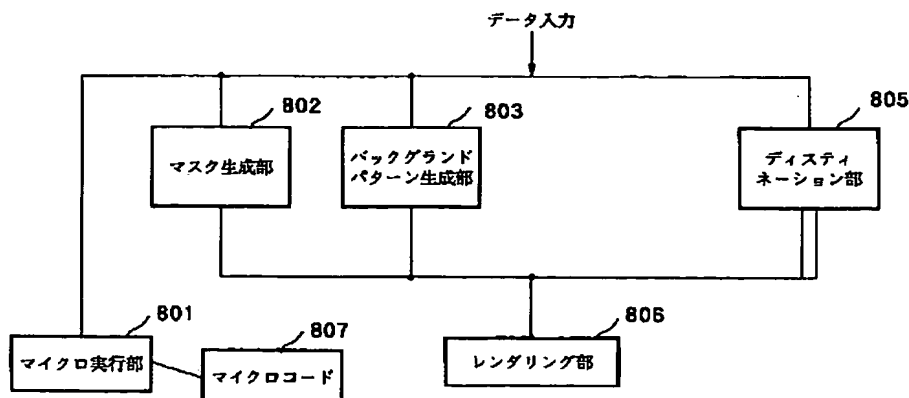 データ入力
802
803
805
マスク生成部
バックグランド
パターン生成部
ディスティ
ネーション部
801
807
806
マイクロ実行部
マイクロコード
レンダリング部